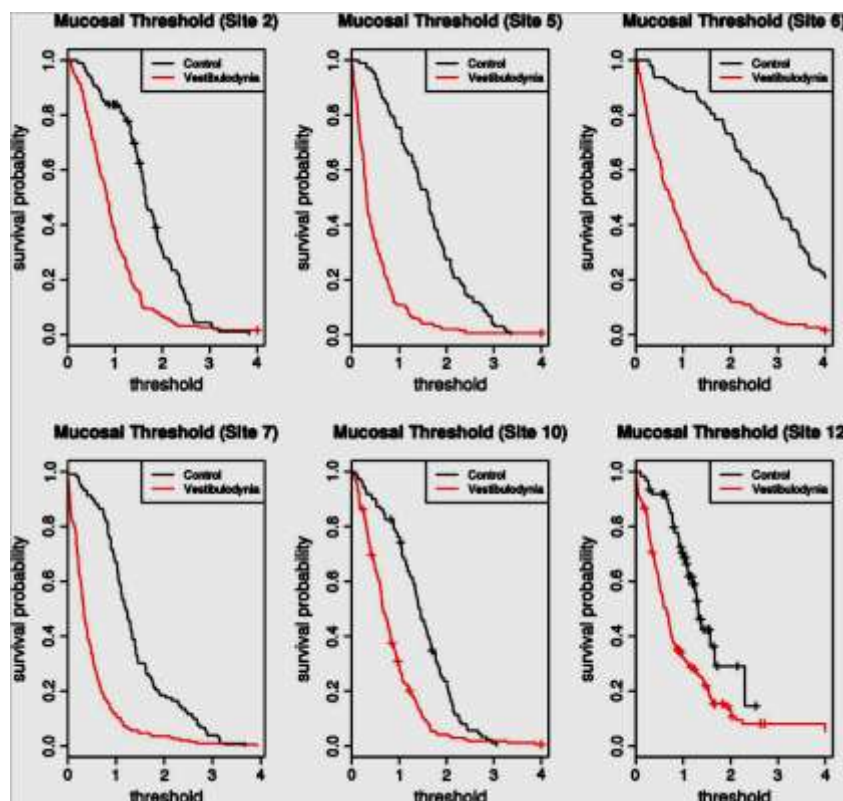 Mucosal Threshold (Site 2)
Control
Vestibulodynia
survival probability
0.0 0.2 0.4 0.6 0.8 1.0
0 1 2 3 4
threshold
Mucosal Threshold (Site 5)
Control
Vestibulodynia
survival probability
0.0 0.2 0.4 0.6 0.8 1.0
0 1 2 3 4
threshold
Mucosal Threshold (Site 6)
Control
Vestibulodynia
survival probability
0.0 0.2 0.4 0.6 0.8 1.0
0 1 2 3 4
threshold
Mucosal Threshold (Site 7)
Control
Vestibulodynia
survival probability
0.0 0.2 0.4 0.6 0.8 1.0
0 1 2 3 4
threshold
Mucosal Threshold (Site 10)
Control
Vestibulodynia
survival probability
0.0 0.2 0.4 0.6 0.8 1.0
0 1 2 3 4
threshold
Mucosal Threshold (Site 12
Control
Vestibulodynia
survival probability
0.0 0.2 0.4 0.6 0.8 1.0
0 1 2 3 4
threshold